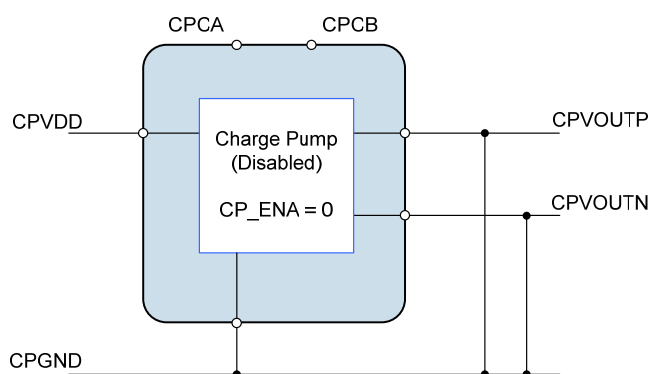 CPCA
CPCB
CPVDD
Charge Pump
(Disabled)
CP_ENA = 0
CPVOUTP
CPVOUTN
CPGND